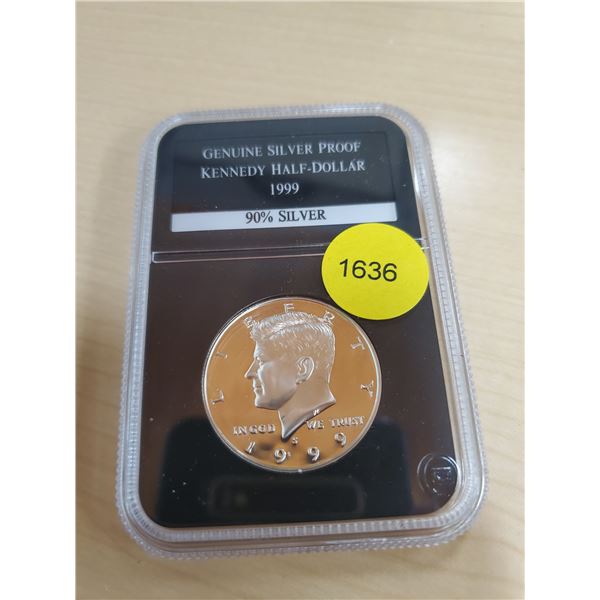 GENUINE SILVER PROOF
KENNEDY HALF-DOLLAR
1999
90% SILVER
1636
LIBERTY
IN GOD WE TRUST
S
1999